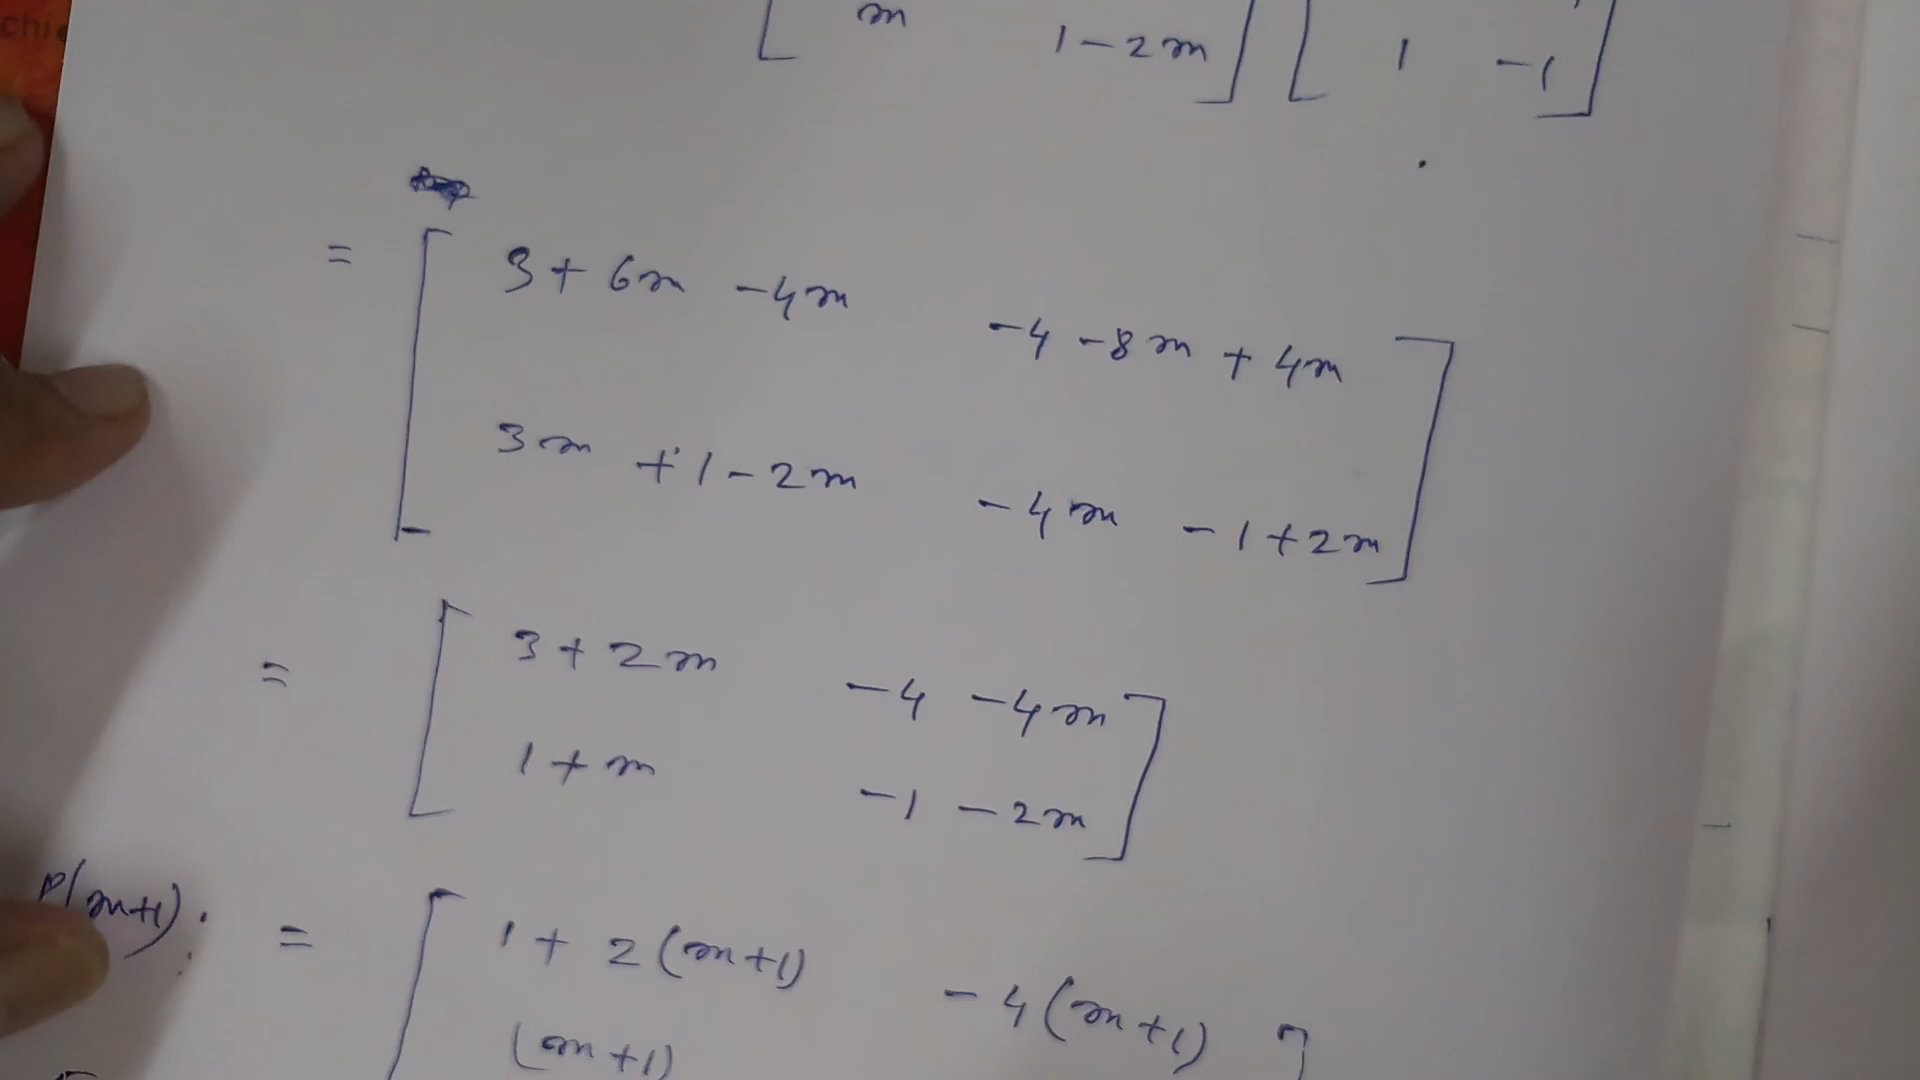 chie
m
1-2m] [ 1 -1 ]
= [ 3+6m -4m -4-8m+4m
3m +1-2m -4m -1+2m ]
= [ 3+2m -4 -4m
1+m -1 -2m ]
P(m+1): = [ 1+2(m+1) -4(m+1) ]
(m+1)